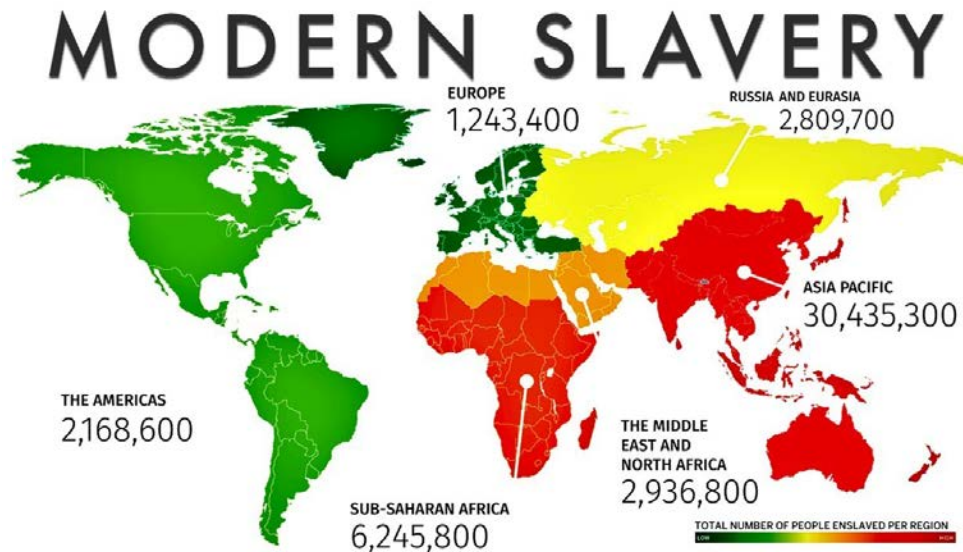 MODERN SLAVERY
EUROPE
1,243,400
RUSSIA AND EURASIA
2,809,700
ASIA PACIFIC
30,435,300
THE AMERICAS
2,168,600
THE MIDDLE
EAST AND
NORTH AFRICA
2,936,800
SUB-SAHARAN AFRICA
6,245,800
TOTAL NUMBER OF PEOPLE ENSLAVED PER REGION
LOW
HIGH